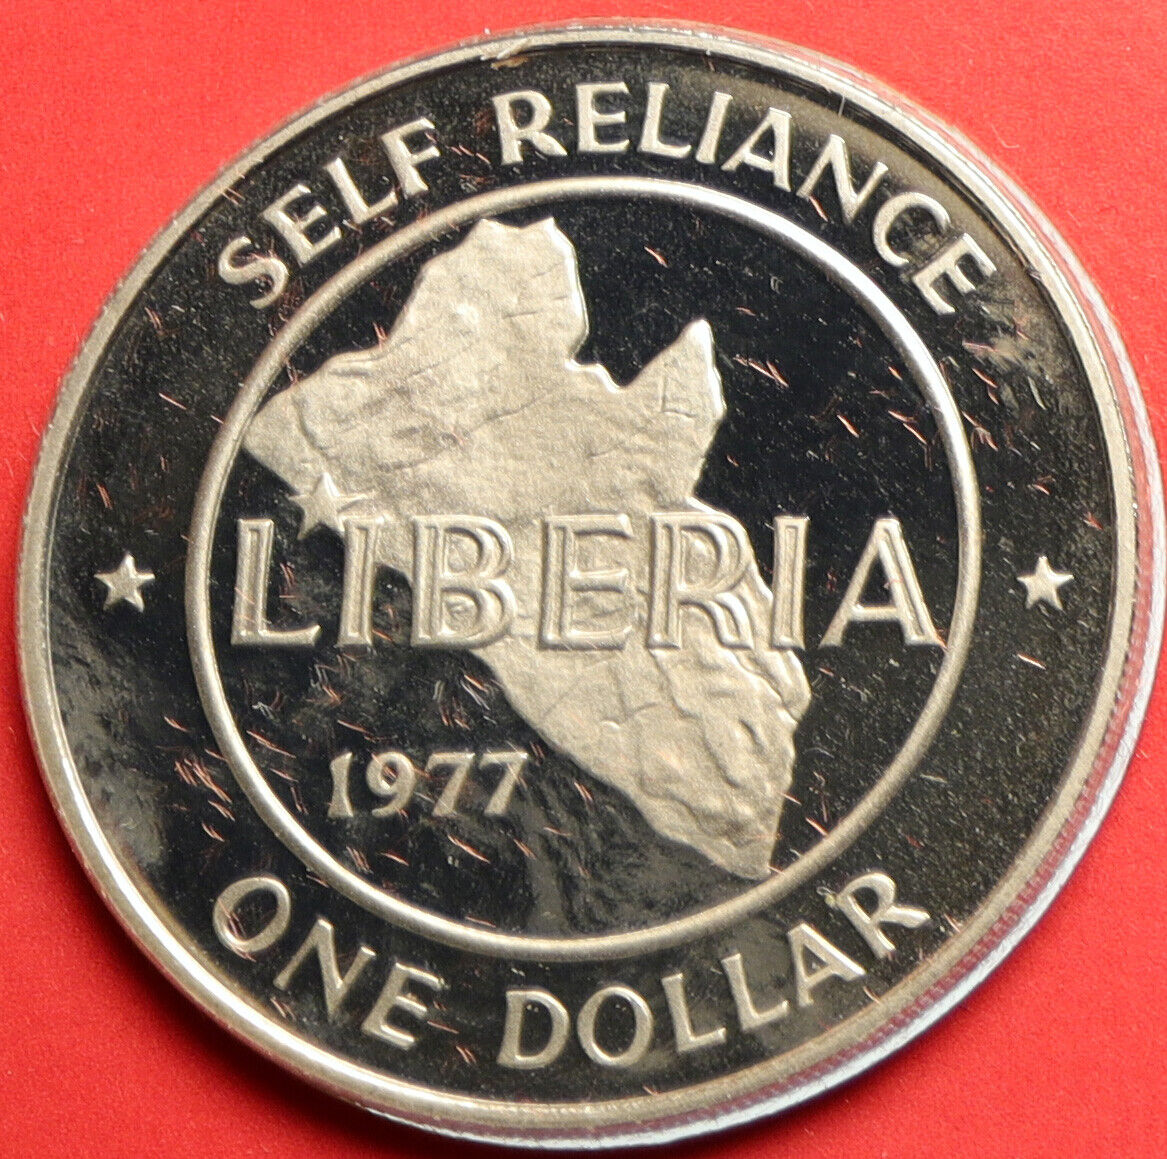 SELF RELIANCE
LIBERIA
1977
ONE DOLLAR